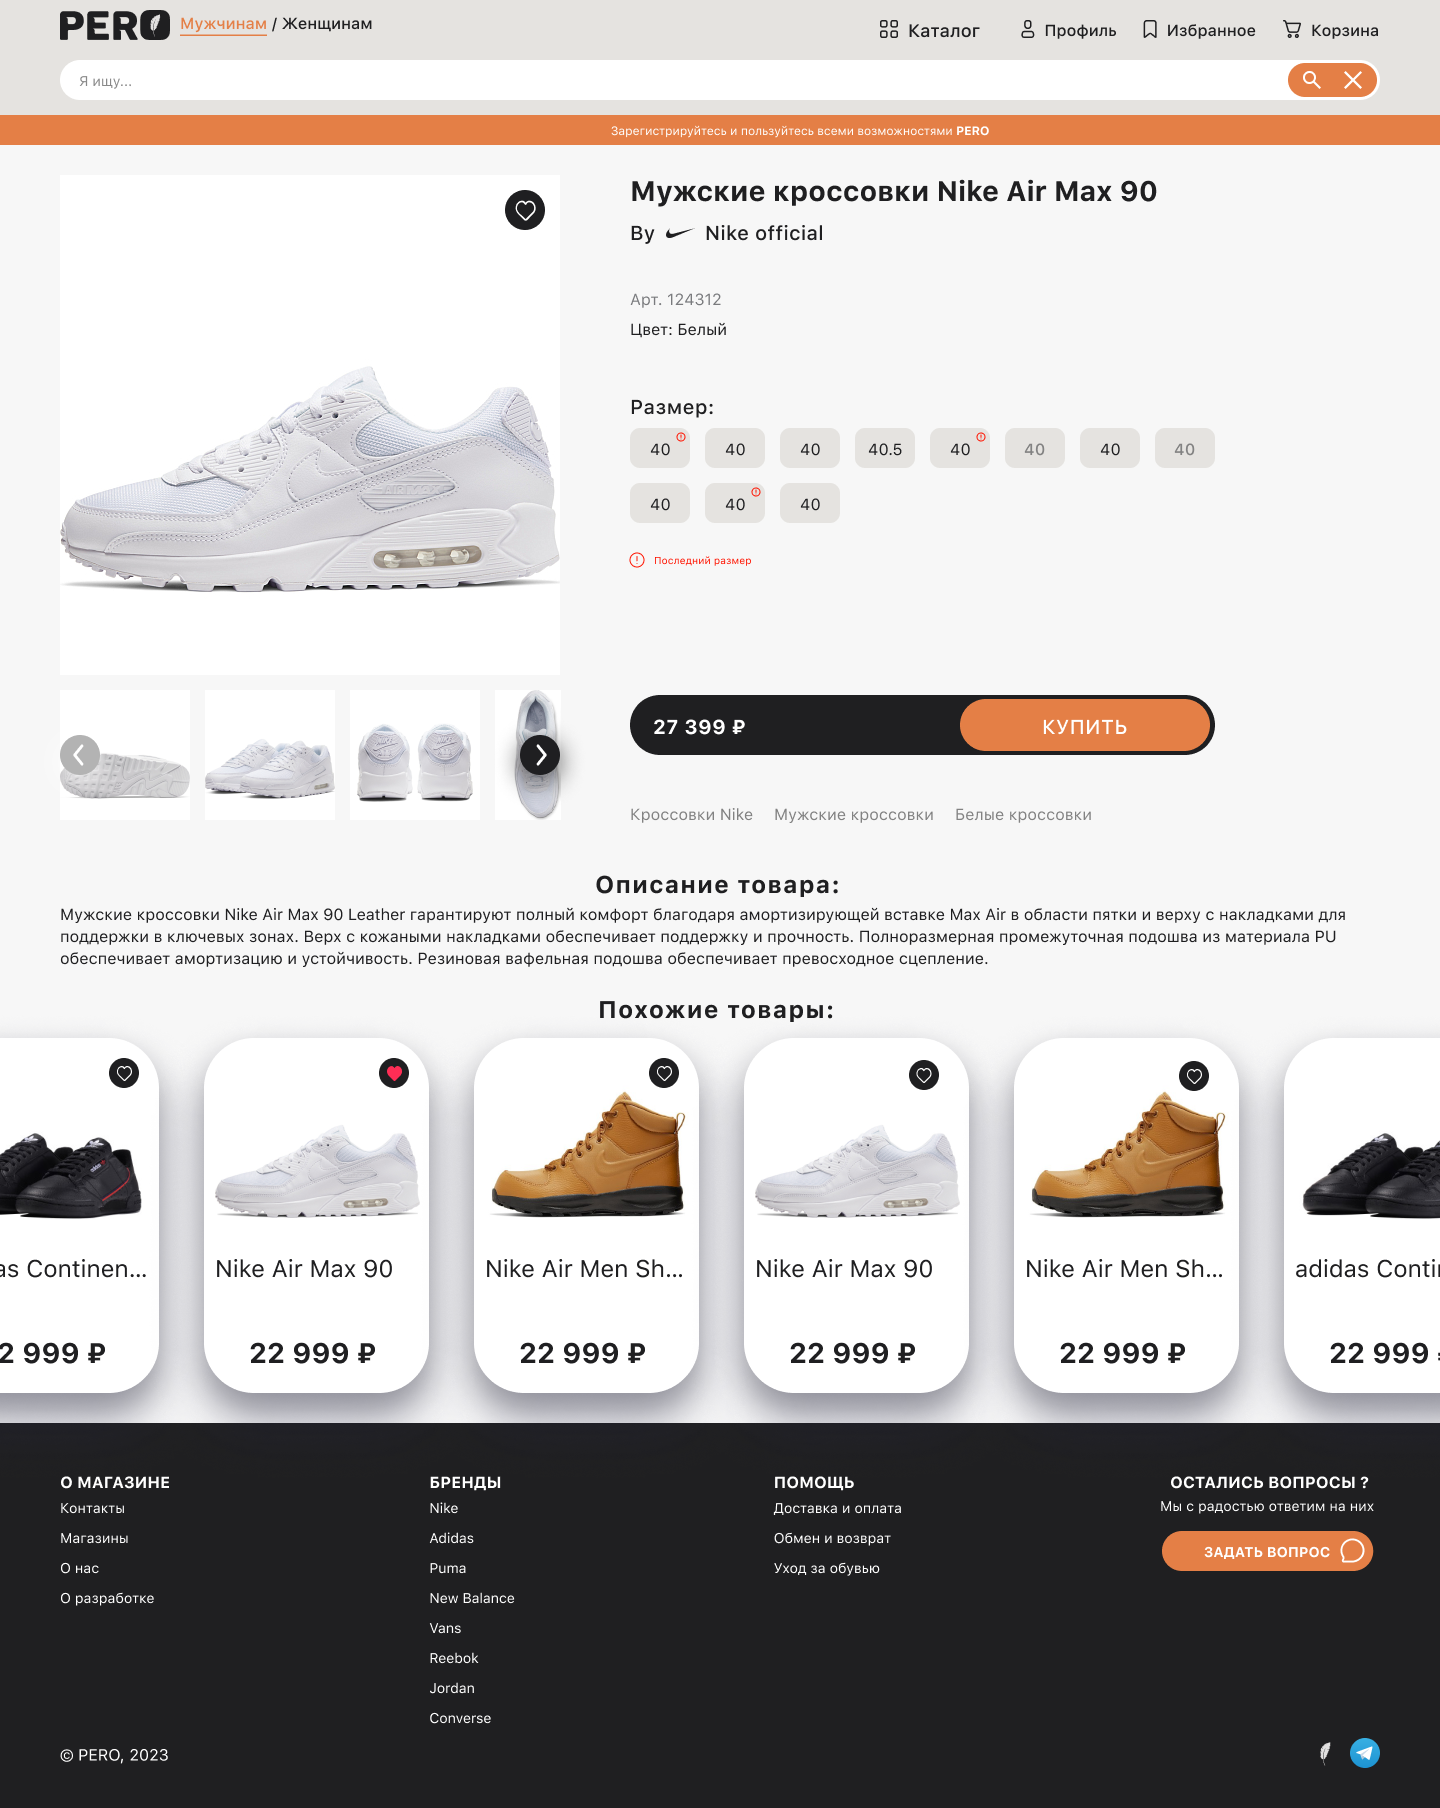 PERO Мужчинам / Женщинам
Каталог Профиль Избранное Корзина
Я ищу...
Зарегистрируйтесь и пользуйтесь всеми возможностями PERO
Мужские кроссовки Nike Air Max 90
By Nike official
Арт. 124312
Цвет: Белый
Размер:
40 40 40 40.5 40 40 40 40
40 40 40
Последний размер
27 399 ₽ КУПИТЬ
Кроссовки Nike Мужские кроссовки Белые кроссовки
Описание товара:
Мужские кроссовки Nike Air Max 90 Leather гарантируют полный комфорт благодаря амортизирующей вставке Max Air в области пятки и верху с накладками для
поддержки в ключевых зонах. Верх с кожаными накладками обеспечивает поддержку и прочность. Полноразмерная промежуточная подошва из материала PU
обеспечивает амортизацию и устойчивость. Резиновая вафельная подошва обеспечивает превосходное сцепление.
Похожие товары:
as Continen... Nike Air Max 90 Nike Air Men Sh... Nike Air Max 90 Nike Air Men Sh... adidas Conti
2 999 ₽ 22 999 ₽ 22 999 ₽ 22 999 ₽ 22 999 ₽ 22 999
О МАГАЗИНЕ
Контакты
Магазины
О нас
О разработке
БРЕНДЫ
Nike
Adidas
Puma
New Balance
Vans
Reebok
Jordan
Converse
ПОМОЩЬ
Доставка и оплата
Обмен и возврат
Уход за обувью
ОСТАЛИСЬ ВОПРОСЫ ?
Мы с радостью ответим на них
ЗАДАТЬ ВОПРОС
© PERO, 2023